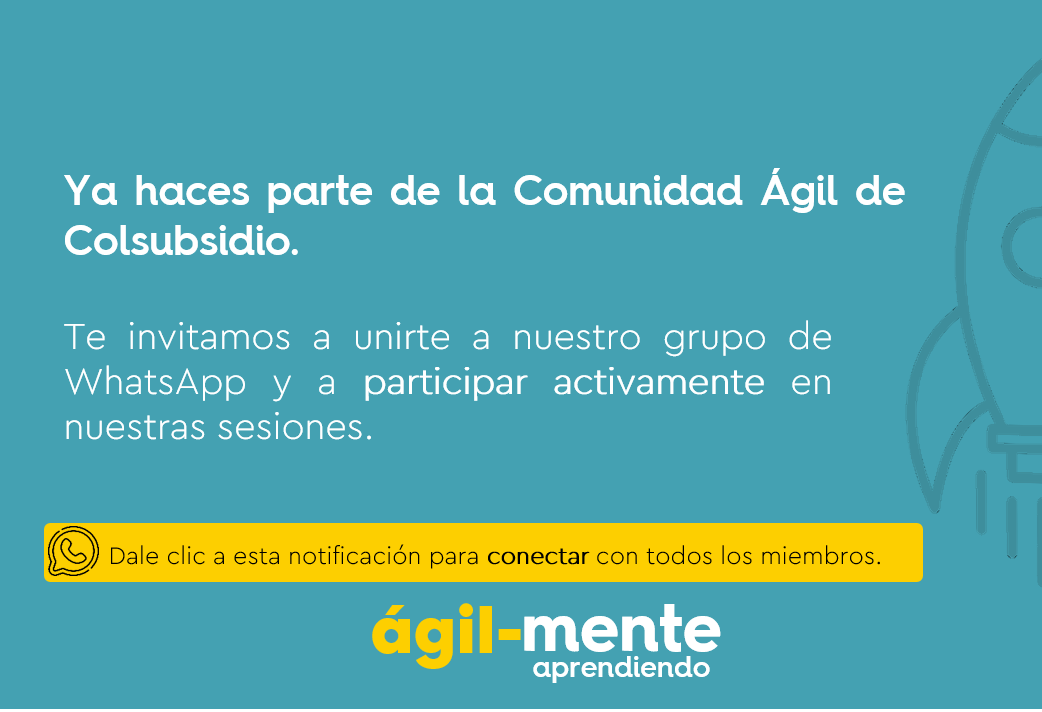 Ya haces parte de la Comunidad Ágil de
Colsubsidio.
Te invitamos a unirte a nuestro grupo de
WhatsApp y a participar activamente en
nuestras sesiones.
Dale clic a esta notificación para conectar con todos los miembros.
ágil-mente
aprendiendo